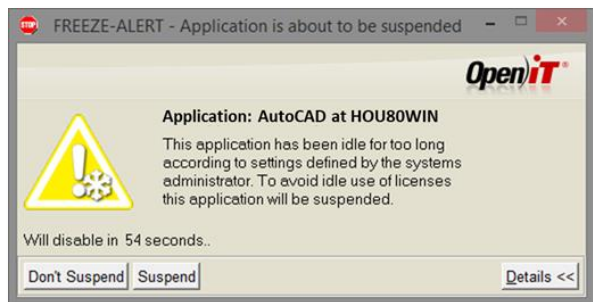 STOP!
FREEZE-ALERT - Application is about to be suspended
Open iT®
Application: AutoCAD at HOU80WIN
This application has been idle for too long
according to settings defined by the systems
administrator. To avoid idle use of licenses
this application will be suspended.
Will disable in 54 seconds..
Don't Suspend Suspend Details <<